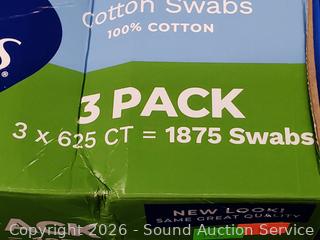 Cotton Swabs
100% COTTON
S®
3 PACK
3 x 625 CT = 1875 Swabs
NEW LOOK!
SAME GREAT QUALITY
Copyright 2026 - Sound Auction Service